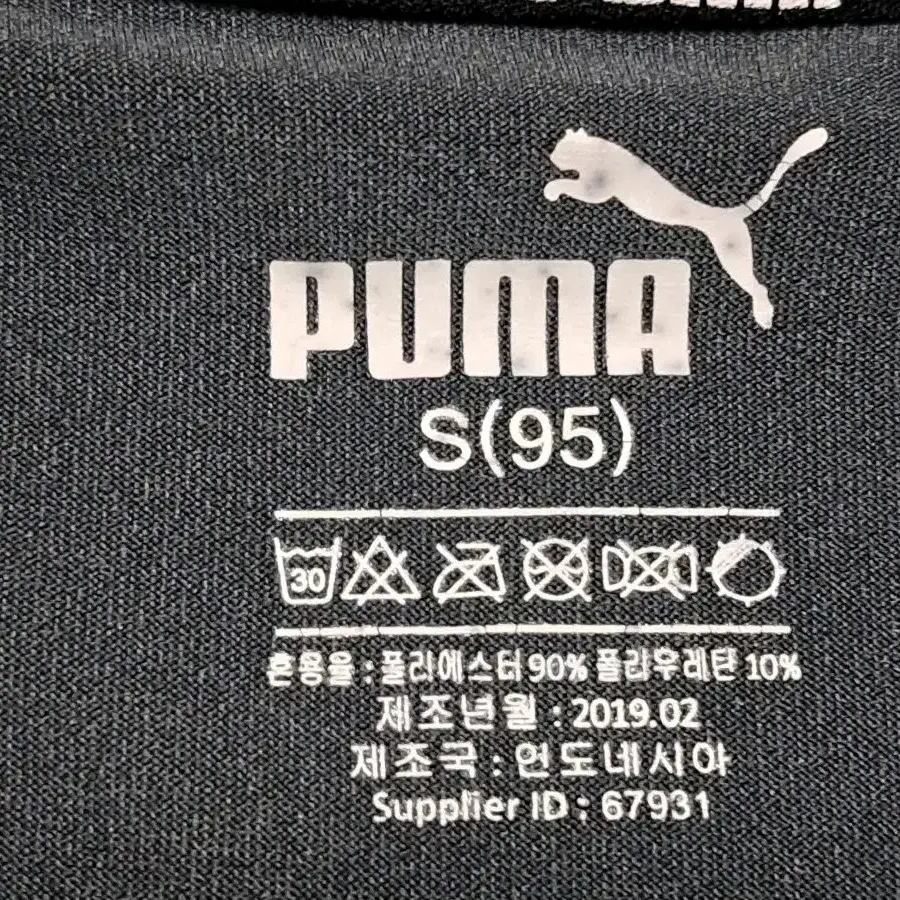 PUMA
S(95)
30
혼용율 : 폴리에스터 90% 폴리우레탄 10%
제조년월 : 2019.02
제조국 : 인도네시아
Supplier ID : 67931